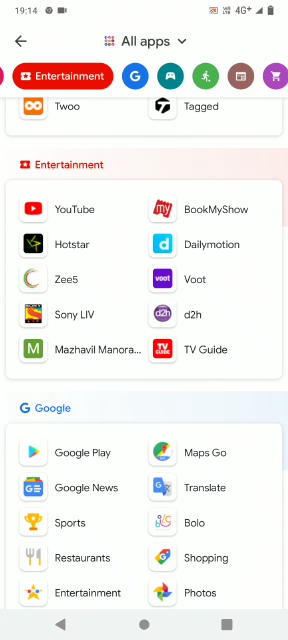 19:14 4G+
All apps
Entertainment
Twoo Tagged
Entertainment
YouTube BookMyShow
Hotstar Dailymotion
Zee5 Voot
Sony LIV d2h
Mazhavil Manora... TV Guide
Google
Google Play Maps Go
Google News Translate
Sports Bolo
Restaurants Shopping
Entertainment Photos